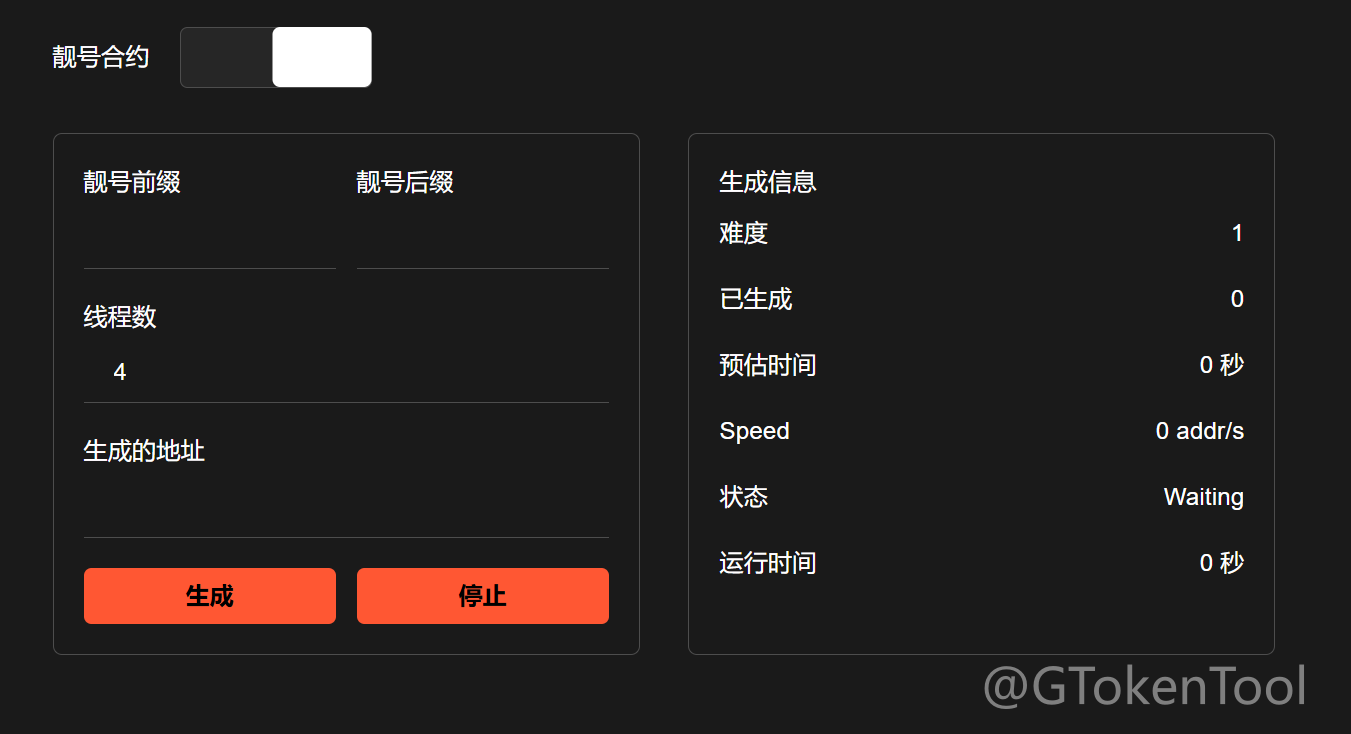 靓号合约
靓号前缀 靓号后缀
线程数
4
生成的地址
生成 停止
生成信息
难度 1
已生成 0
预估时间 0 秒
Speed 0 addr/s
状态 Waiting
运行时间 0 秒
@GTokenTool